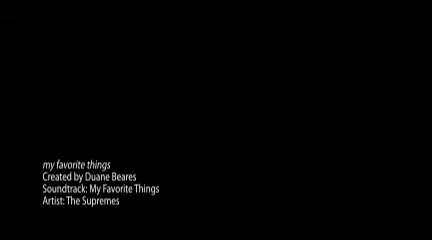 my favorite things
Created by Duane Beares
Soundtrack: My Favorite Things
Artist: The Supremes